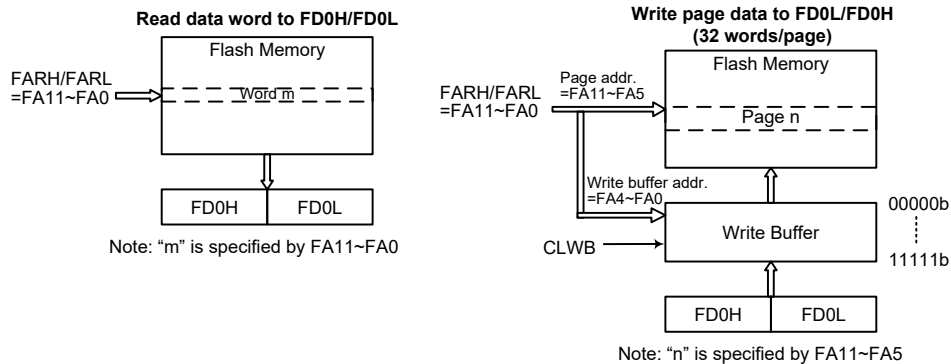 Read data word to FD0H/FD0L
Flash Memory
FARH/FARL
=FA11~FA0
Word m
FD0H
FD0L
Note: “m” is specified by FA11~FA0
Write page data to FD0L/FD0H
(32 words/page)
Flash Memory
Page addr.
=FA11~FA5
FARH/FARL
=FA11~FA0
Page n
Write buffer addr.
=FA4~FA0
CLWB
Write Buffer
00000b
11111b
FD0H
FD0L
Note: “n” is specified by FA11~FA5